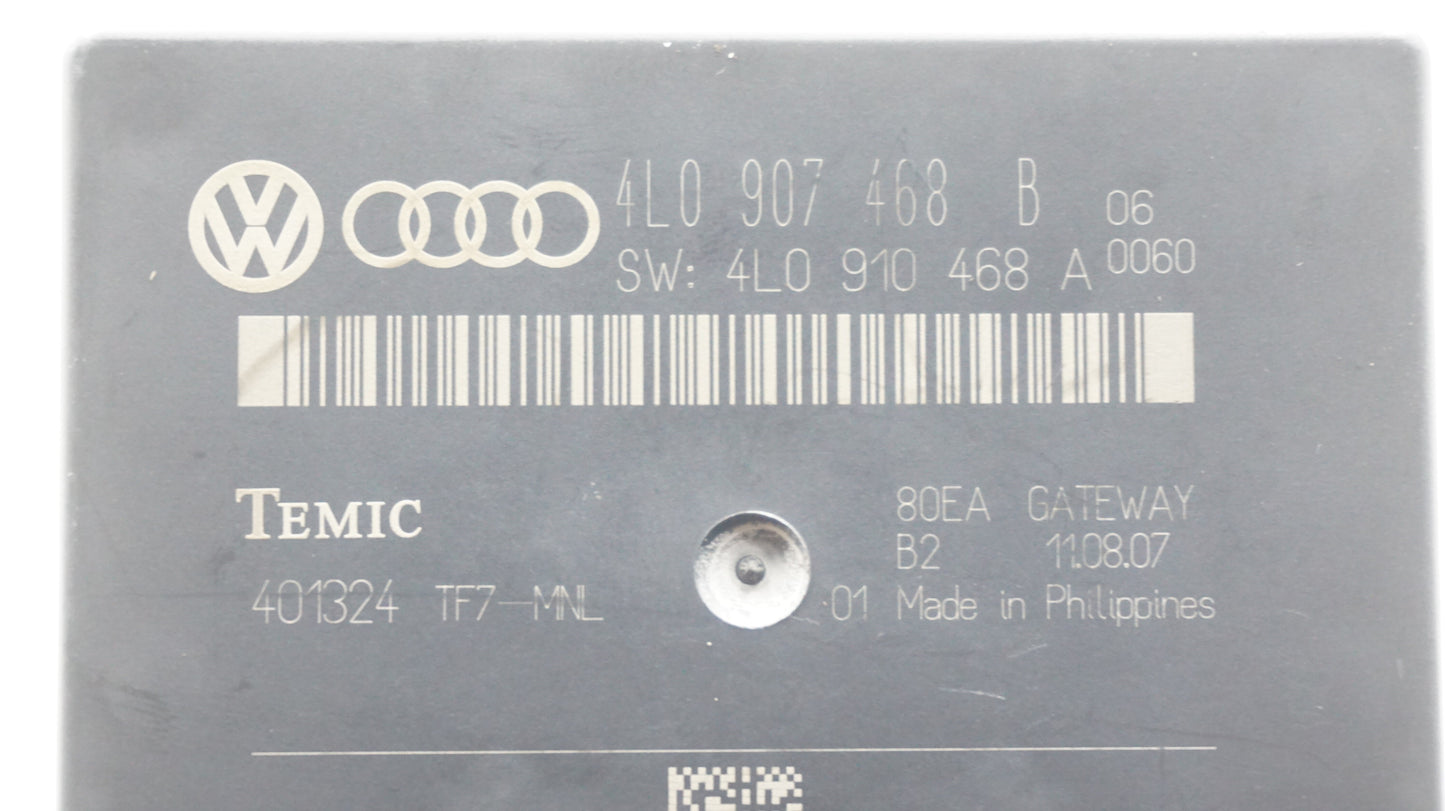 4L0 907 468 B 06
SW: 4L0 910 468 A 0060
TEMIC
80EA GATEWAY
B2 11.08.07
401324 TF7-MNL 01 Made in Philippines